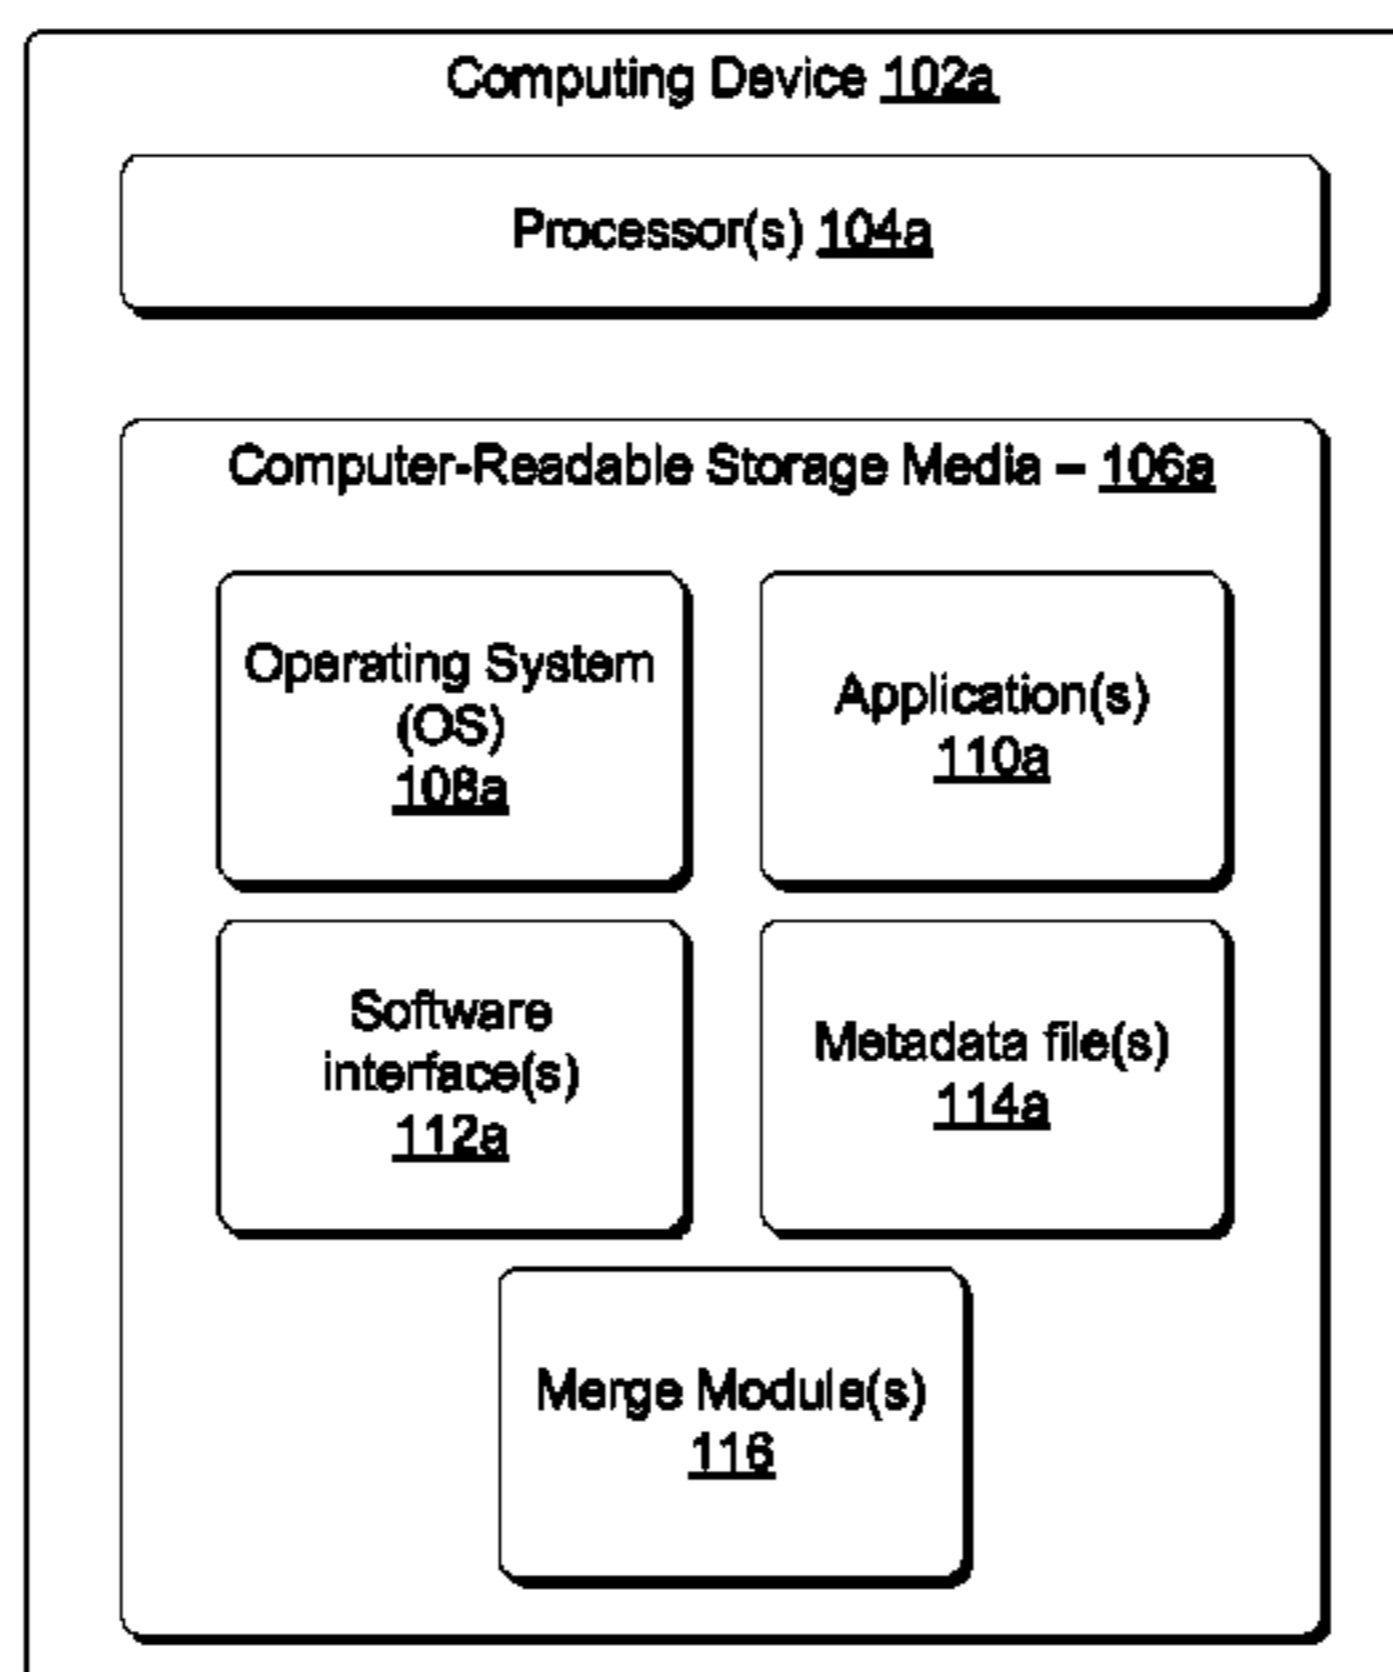 Computing Device 102a
Processor(s) 104a
Computer-Readable Storage Media – 106a
Operating System
(OS)
108a
Application(s)
110a
Software
interface(s)
112a
Metadata file(s)
114a
Merge Module(s)
116